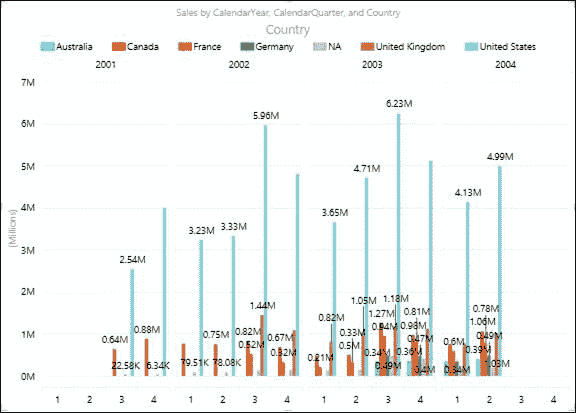 Sales by CalendarYear, CalendarQuarter, and Country
Country
Australia Canada France Germany NA United Kingdom United States
2001 2002 2003 2004
7M
6M
5M
4M
3M
2M
1M
0M
(Millions)
2.54M
0.64M
0.88M
22.58K
6.34K
3.23M
3.33M
5.96M
0.75M
0.82M
1.44M
0.67M
0.52M
0.32M
79.51K
78.08K
3.65M
4.71M
6.23M
0.82M
1.05M
1.18M
1.27M
0.81M
0.33M
0.94M
0.98M
0.47M
0.34M
0.36M
0.21M
0.49M
0.4M
4.13M
4.99M
0.78M
1.06M
0.6M
0.49M
0.39M
0.34M
1 2 3 4 1 2 3 4 1 2 3 4 1 2 3 4